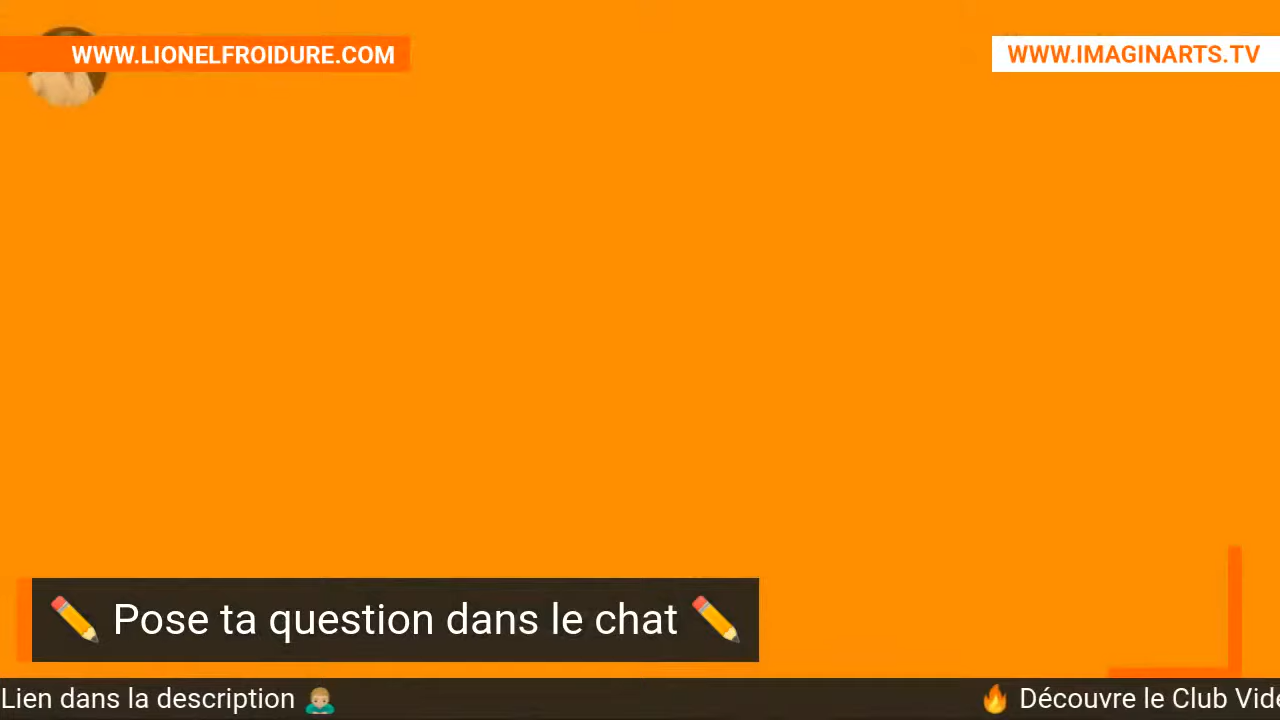 WWW.LIONELFROIDURE.COM
WWW.IMAGINARTS.TV
✏️ Pose ta question dans le chat ✏️
Lien dans la description 🙇🏼‍♂️
🔥 Découvre le Club Vidé